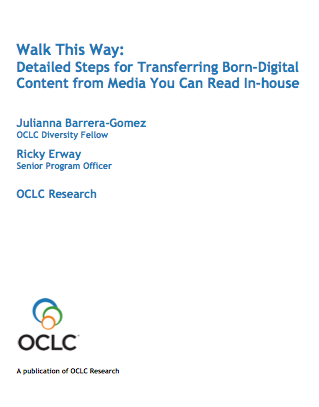 Walk This Way:
Detailed Steps for Transferring Born-Digital
Content from Media You Can Read In-house
Julianna Barrera-Gomez
OCLC Diversity Fellow
Ricky Erway
Senior Program Officer
OCLC Research
OCLC
A publication of OCLC Research